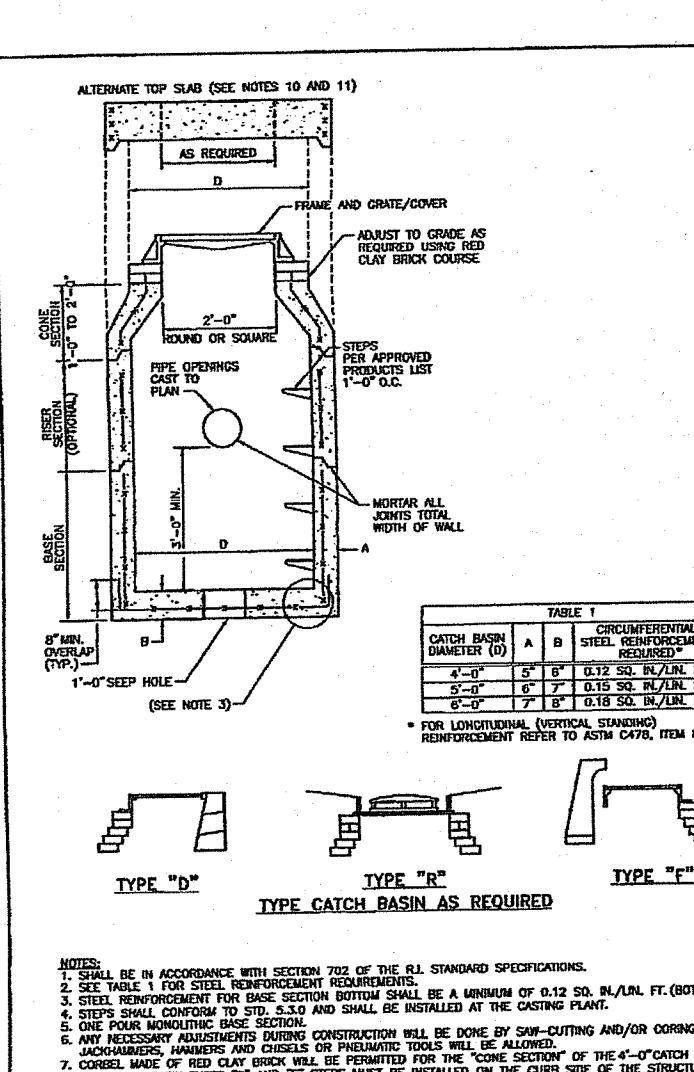 ALTERNATE TOP SLAB (SEE NOTES 10 AND 11)
AS REQUIRED
D
FRAME AND GRATE/COVER
ADJUST TO GRADE AS
REQUIRED USING RED
CLAY BRICK COURSE
CONE
SECTION
1'-0" TO 2'-0"
2'-0"
ROUND OR SQUARE
STEPS
PER APPROVED
PRODUCTS LIST
1'-0" O.C.
PIPE OPENINGS
CAST TO
PLAN
RISER
SECTION
(OPTIONAL)
3'-0" MIN.
MORTAR ALL
JOINTS TOTAL
WIDTH OF WALL
BASE
SECTION
D
A
8" MIN.
OVERLAP
(TYP.)
B
1'-0" SEEP HOLE
(SEE NOTE 3)
TABLE 1
CATCH BASIN
DIAMETER (D)
A
B
CIRCUMFERENTIAL
STEEL REINFORCEME
REQUIRED*
4'-0" 5" 6" 0.12 SQ. IN./LIN.
5'-0" 6" 7" 0.15 SQ. IN./LIN.
6'-0" 7" 8" 0.18 SQ. IN./LIN.
* FOR LONGITUDINAL (VERTICAL STANDING)
REINFORCEMENT REFER TO ASTM C478, ITEM
TYPE "D"
TYPE "R"
TYPE "F"
TYPE CATCH BASIN AS REQUIRED
NOTES:
1. SHALL BE IN ACCORDANCE WITH SECTION 702 OF THE R.I. STANDARD SPECIFICATIONS.
2. SEE TABLE 1 FOR STEEL REINFORCEMENT REQUIREMENTS.
3. STEEL REINFORCEMENT FOR BASE SECTION BOTTOM SHALL BE A MINIMUM OF 0.12 SQ. IN./LIN. FT.(BOT
4. STEPS SHALL CONFORM TO STD. 5.3.0 AND SHALL BE INSTALLED AT THE CASTING PLANT.
5. ONE POUR MONOLITHIC BASE SECTION.
6. ANY NECESSARY ADJUSTMENTS DURING CONSTRUCTION WILL BE DONE BY SAW-CUTTING AND/OR CORING
JACKHAMMERS, HAMMERS AND CHISELS OR PNEUMATIC TOOLS WILL BE ALLOWED.
7. CORBEL MADE OF RED CLAY BRICK WILL BE PERMITTED FOR THE "CONE SECTION" OF THE 4'-0"CATCH
MUST BE INSTALLED ON THE CURB SIDE OF THE